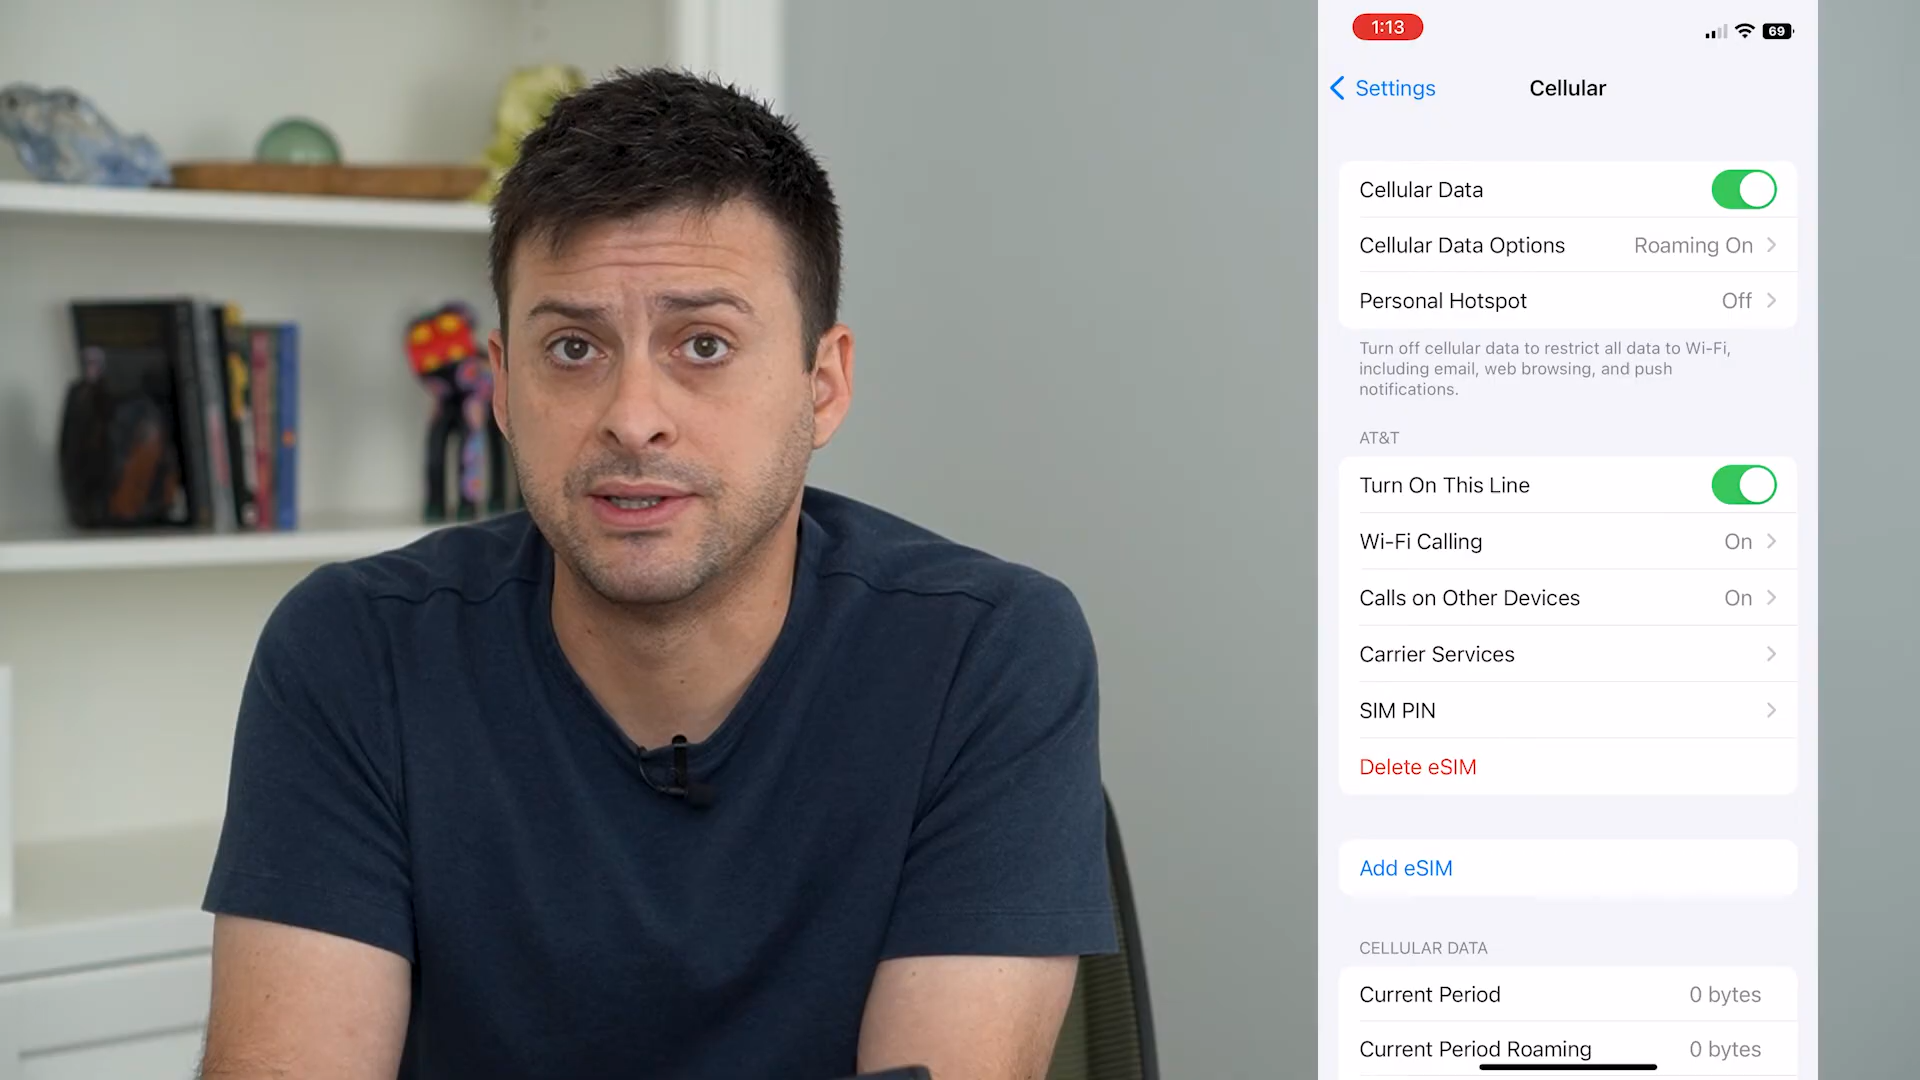 1:13
69
Settings
Cellular
Cellular Data
Cellular Data Options Roaming On
Personal Hotspot Off
Turn off cellular data to restrict all data to Wi-Fi,
including email, web browsing, and push
notifications.
AT&T
Turn On This Line
Wi-Fi Calling On
Calls on Other Devices On
Carrier Services
SIM PIN
Delete eSIM
Add eSIM
CELLULAR DATA
Current Period 0 bytes
Current Period Roaming 0 bytes